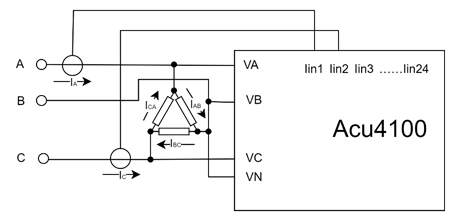 A
VA
Iin1 Iin2 Iin3 ......Iin24
IA
B
ICA
IAB
VB
Acu4100
IBC
C
VC
IC
VN